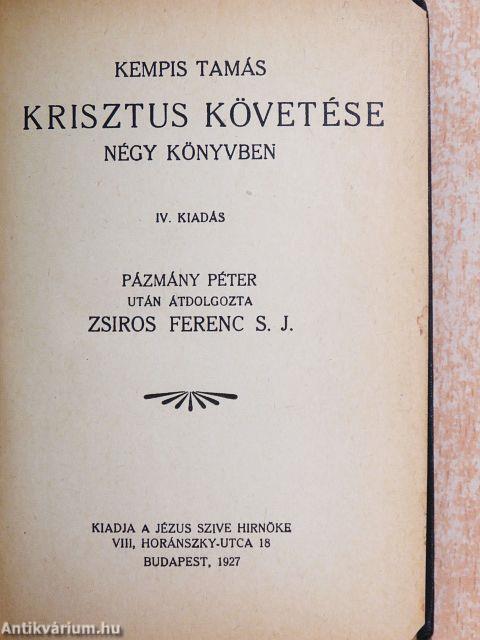 KEMPIS TAMÁS
KRISZTUS KÖVETÉSE
NÉGY KÖNYVBEN
IV. KIADÁS
PÁZMÁNY PÉTER
UTÁN ÁTDOLGOZTA
ZSIROS FERENC S. J.
KIADJA A JÉZUS SZIVE HIRNÖKE
VIII, HORÁNSZKY-UTCA 18
BUDAPEST, 1927
Antikvárium.hu